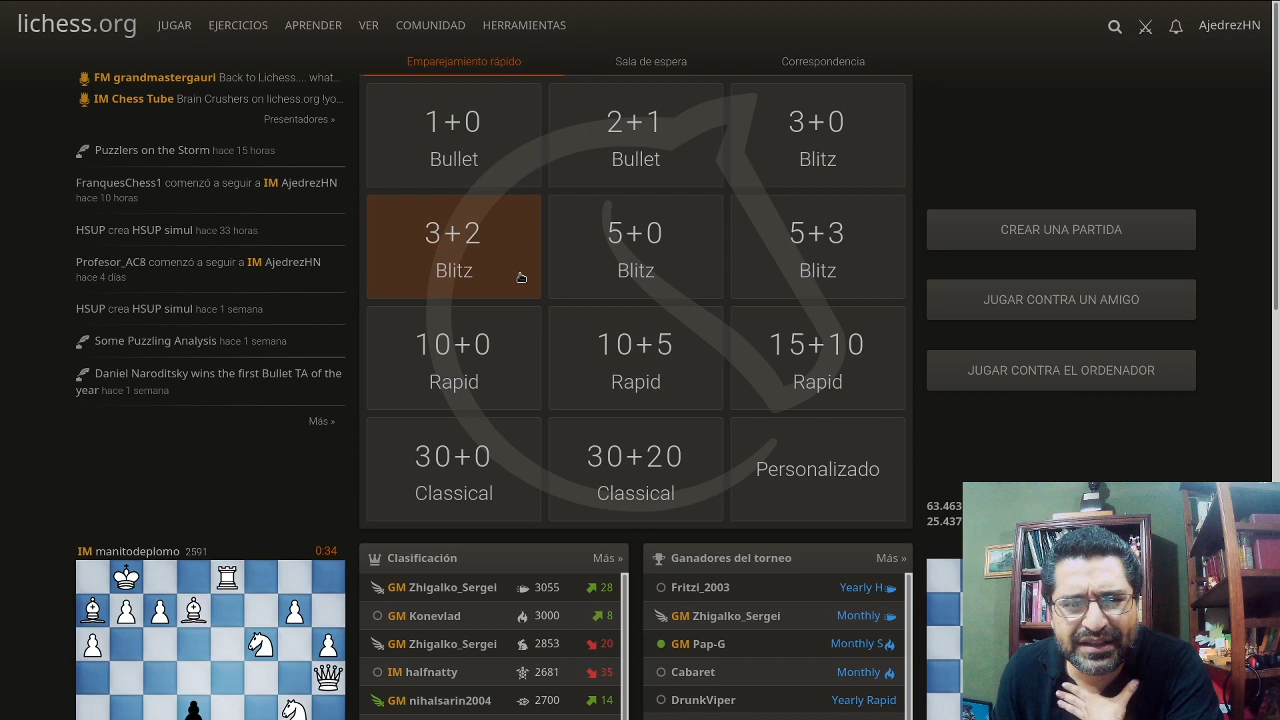 lichess.org JUGAR EJERCICIOS APRENDER VER COMUNIDAD HERRAMIENTAS AjedrezHN
FM grandmastergauri Back to Lichess.... what...
IM Chess Tube Brain Crushers on lichess.org !yo...
Presentadores »
Puzzlers on the Storm hace 15 horas
FranquesChess1 comenzó a seguir a IM AjedrezHN
hace 10 horas
HSUP crea HSUP simul hace 33 horas
Profesor_AC8 comenzó a seguir a IM AjedrezHN
hace 4 días
HSUP crea HSUP simul hace 1 semana
Some Puzzling Analysis hace 1 semana
Daniel Naroditsky wins the first Bullet TA of the
year hace 1 semana
Más »
Emparejamiento rápido Sala de espera Correspondencia
1+0 2+1 3+0
Bullet Bullet Blitz
3+2 5+0 5+3
Blitz Blitz Blitz
10+0 10+5 15+10
Rapid Rapid Rapid
30+0 30+20 Personalizado
Classical Classical
CREAR UNA PARTIDA
JUGAR CONTRA UN AMIGO
JUGAR CONTRA EL ORDENADOR
63.463
25.437
IM manitodeplomo 2591 0:34
Clasificación Más »
GM Zhigalko_Sergei 3055 28
GM Konevlad 3000 8
GM Zhigalko_Sergei 2853 20
IM halfnatty 2681 35
GM nihalsarin2004 2700 14
Ganadores del torneo Más »
Fritzi_2003 Yearly H
GM Zhigalko_Sergei Monthly
GM Pap-G Monthly S
Cabaret Monthly
DrunkViper Yearly Rapid